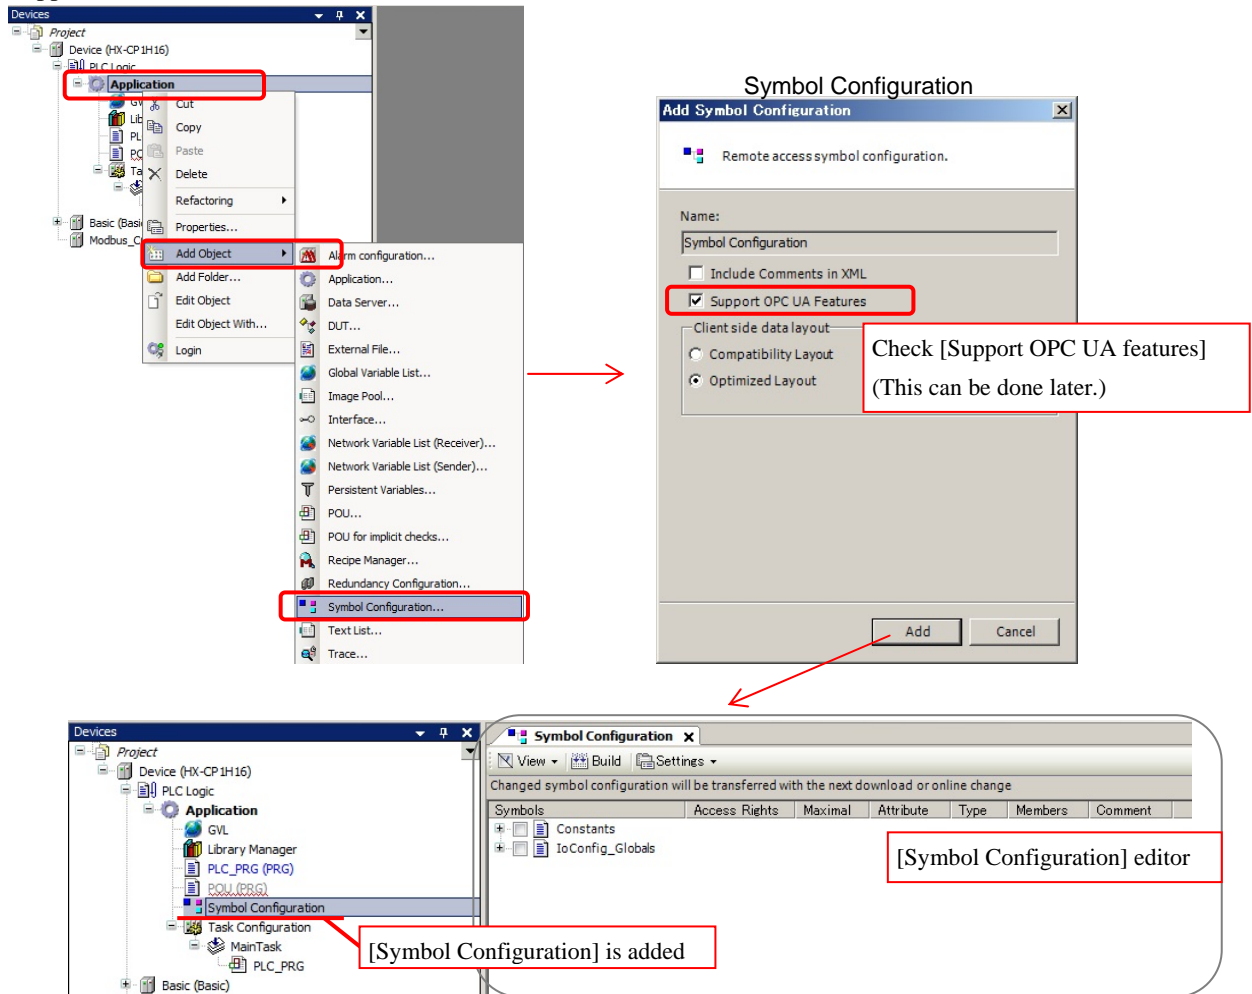 Devices
Project
Device (HX-CP1H16)
PLC Logic
Application
Cut
Copy
Paste
Delete
Refactoring
Basic (Basi
Properties...
Modbus_C
Add Object
Add Folder...
Edit Object
Edit Object With...
Login
Alarm configuration...
Application...
Data Server...
DUT...
External File...
Global Variable List...
Image Pool...
Interface...
Network Variable List (Receiver)...
Network Variable List (Sender)...
Persistent Variables...
POU...
POU for implicit checks...
Recipe Manager...
Redundancy Configuration...
Symbol Configuration...
Text List...
Trace...
Symbol Configuration
Add Symbol Configuration
Remote access symbol configuration.
Name:
Symbol Configuration
Include Comments in XML
Support OPC UA Features
Client side data layout
Compatibility Layout
Optimized Layout
Check [Support OPC UA features]
(This can be done later.)
Add Cancel
Devices
Project
Device (HX-CP1H16)
PLC Logic
Application
GVL
Library Manager
PLC_PRG (PRG)
POU (PRG)
Symbol Configuration
Task Configuration
MainTask
PLC_PRG
Basic (Basic)
[Symbol Configuration] is added
Symbol Configuration
View Build Settings
Changed symbol configuration will be transferred with the next download or online change
Symbols Access Rights Maximal Attribute Type Members Comment
Constants
IoConfig_Globals
[Symbol Configuration] editor